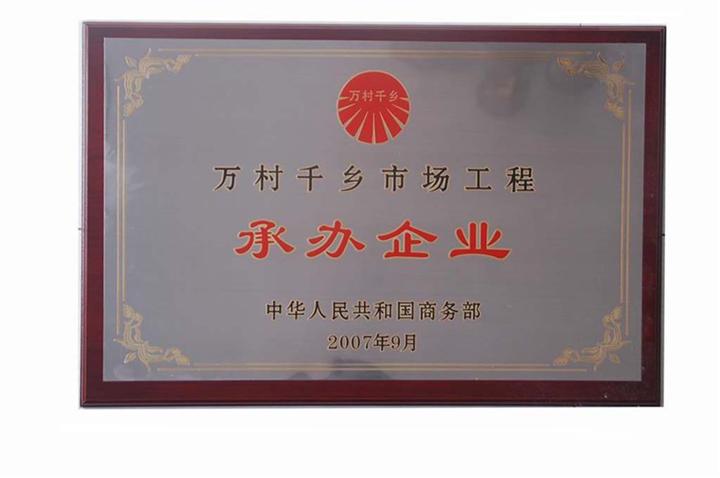 万村千乡
万村千乡市场工程
承办企业
中华人民共和国商务部
2007年9月